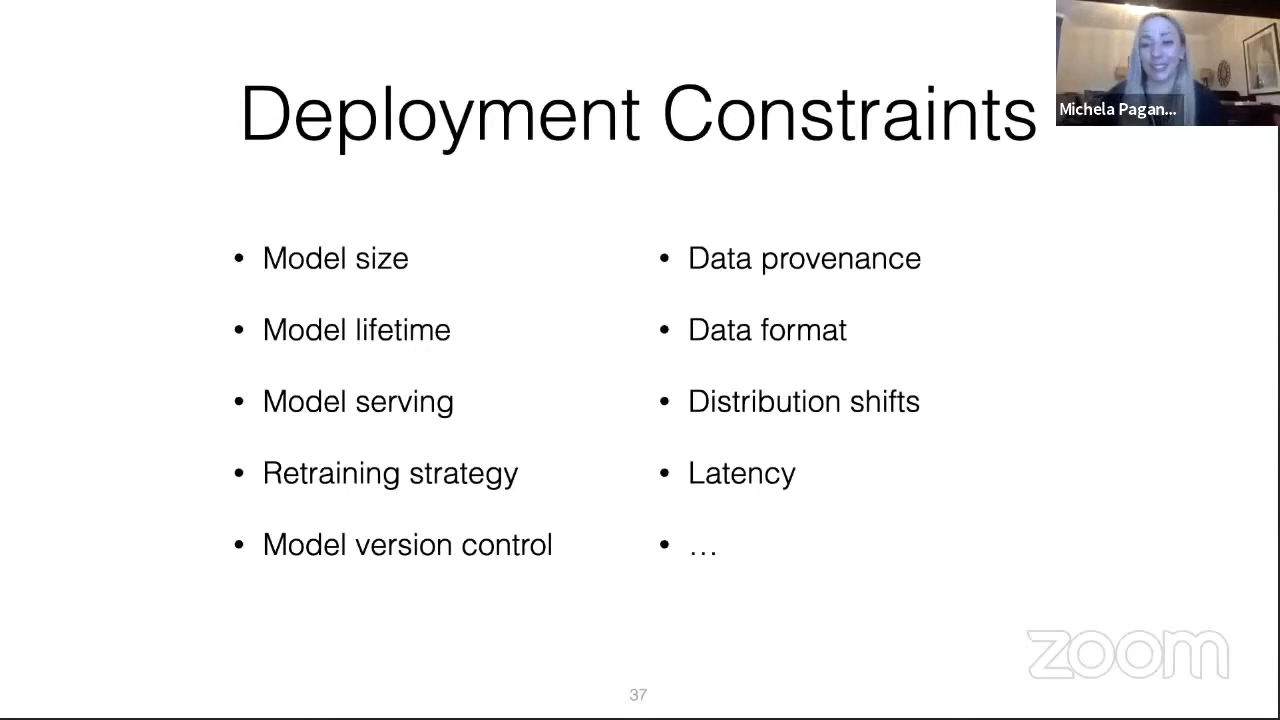 Deployment Constraints
Michela Pagan...
• Model size
• Model lifetime
• Model serving
• Retraining strategy
• Model version control
• Data provenance
• Data format
• Distribution shifts
• Latency
• ...
zoom
37